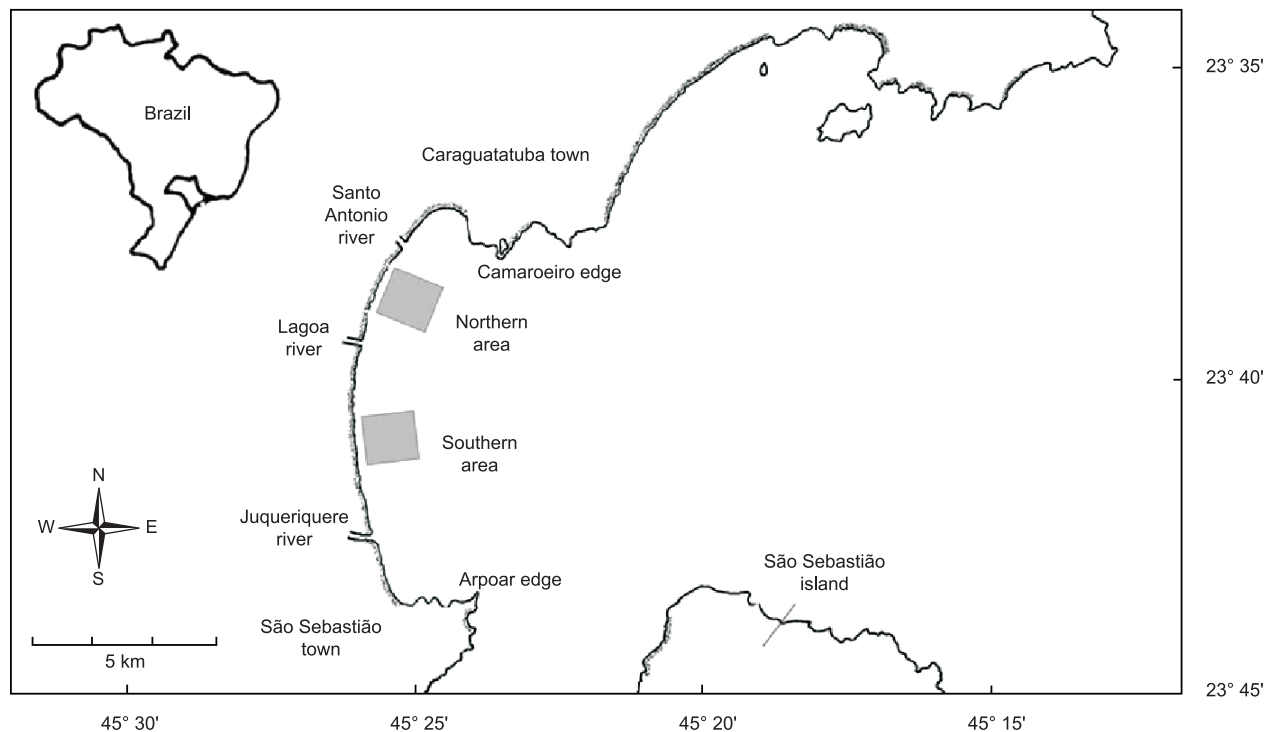 Brazil
23° 35'
Caraguatatuba town
Santo
Antonio
river
Camaroeiro edge
Northern
area
Lagoa
river
23° 40'
Southern
area
N
W
E
S
Juqueriquere
river
Arpoar edge
São Sebastião
island
São Sebastião
town
5 km
23° 45'
45° 30'
45° 25'
45° 20'
45° 15'